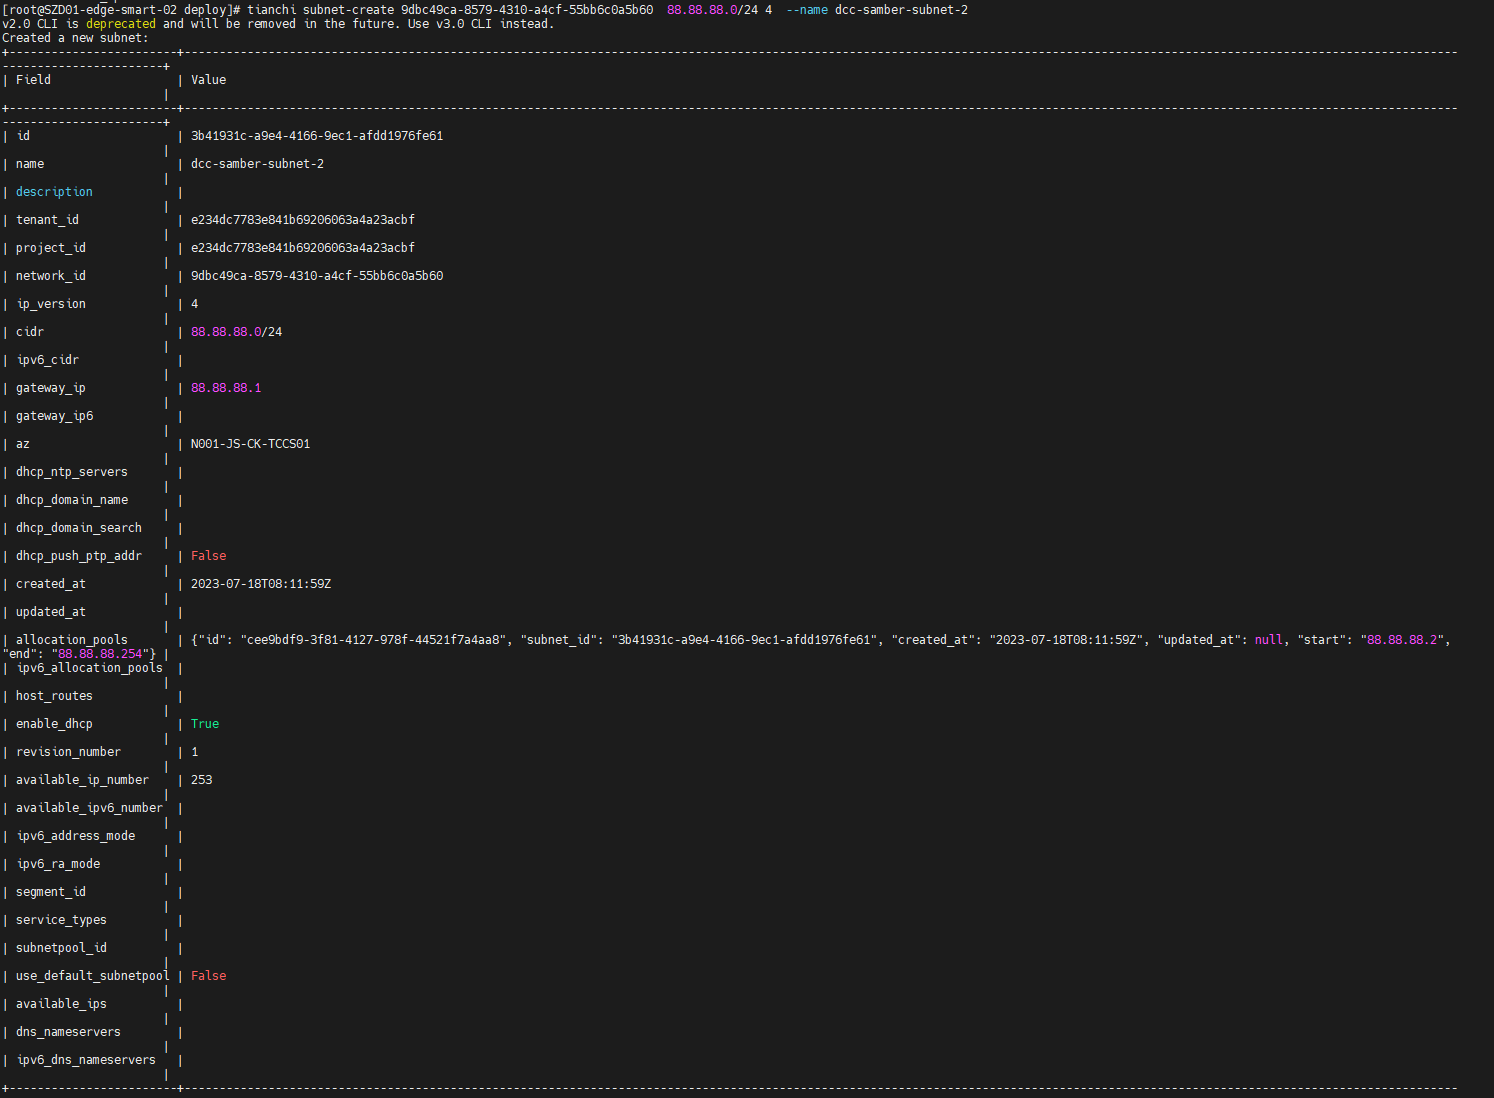 [root@SZD01-edge-smart-02 deploy]# tianchi subnet-create 9dbc49ca-8579-4310-a4cf-55bb6c0a5b60  88.88.88.0/24 4  --name dcc-samber-subnet-2
v2.0 CLI is deprecated and will be removed in the future. Use v3.0 CLI instead.
Created a new subnet:
| Field | Value |
| id | 3b41931c-a9e4-4166-9ec1-afdd1976fe61 |
| name | dcc-samber-subnet-2 |
| description | |
| tenant_id | e234dc7783e841b69206063a4a23acbf |
| project_id | e234dc7783e841b69206063a4a23acbf |
| network_id | 9dbc49ca-8579-4310-a4cf-55bb6c0a5b60 |
| ip_version | 4 |
| cidr | 88.88.88.0/24 |
| ipv6_cidr | |
| gateway_ip | 88.88.88.1 |
| gateway_ip6 | |
| az | N001-JS-CK-TCCS01 |
| dhcp_ntp_servers | |
| dhcp_domain_name | |
| dhcp_domain_search | |
| dhcp_push_ptp_addr | False |
| created_at | 2023-07-18T08:11:59Z |
| updated_at | |
| allocation_pools | {"id": "cee9bdf9-3f81-4127-978f-44521f7a4aa8", "subnet_id": "3b41931c-a9e4-4166-9ec1-afdd1976fe61", "created_at": "2023-07-18T08:11:59Z", "updated_at": null, "start": "88.88.88.2",
"end": "88.88.88.254"} |
| ipv6_allocation_pools | |
| host_routes | |
| enable_dhcp | True |
| revision_number | 1 |
| available_ip_number | 253 |
| available_ipv6_number | |
| ipv6_address_mode | |
| ipv6_ra_mode | |
| segment_id | |
| service_types | |
| subnetpool_id | |
| use_default_subnetpool | False |
| available_ips | |
| dns_nameservers | |
| ipv6_dns_nameservers | |